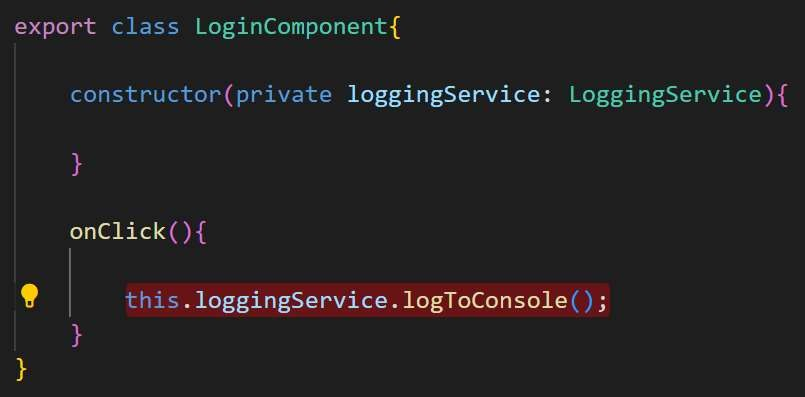 export class LoginComponent{
constructor(private loggingService: LoggingService){
}
onClick(){
this.loggingService.logToConsole();
}
}